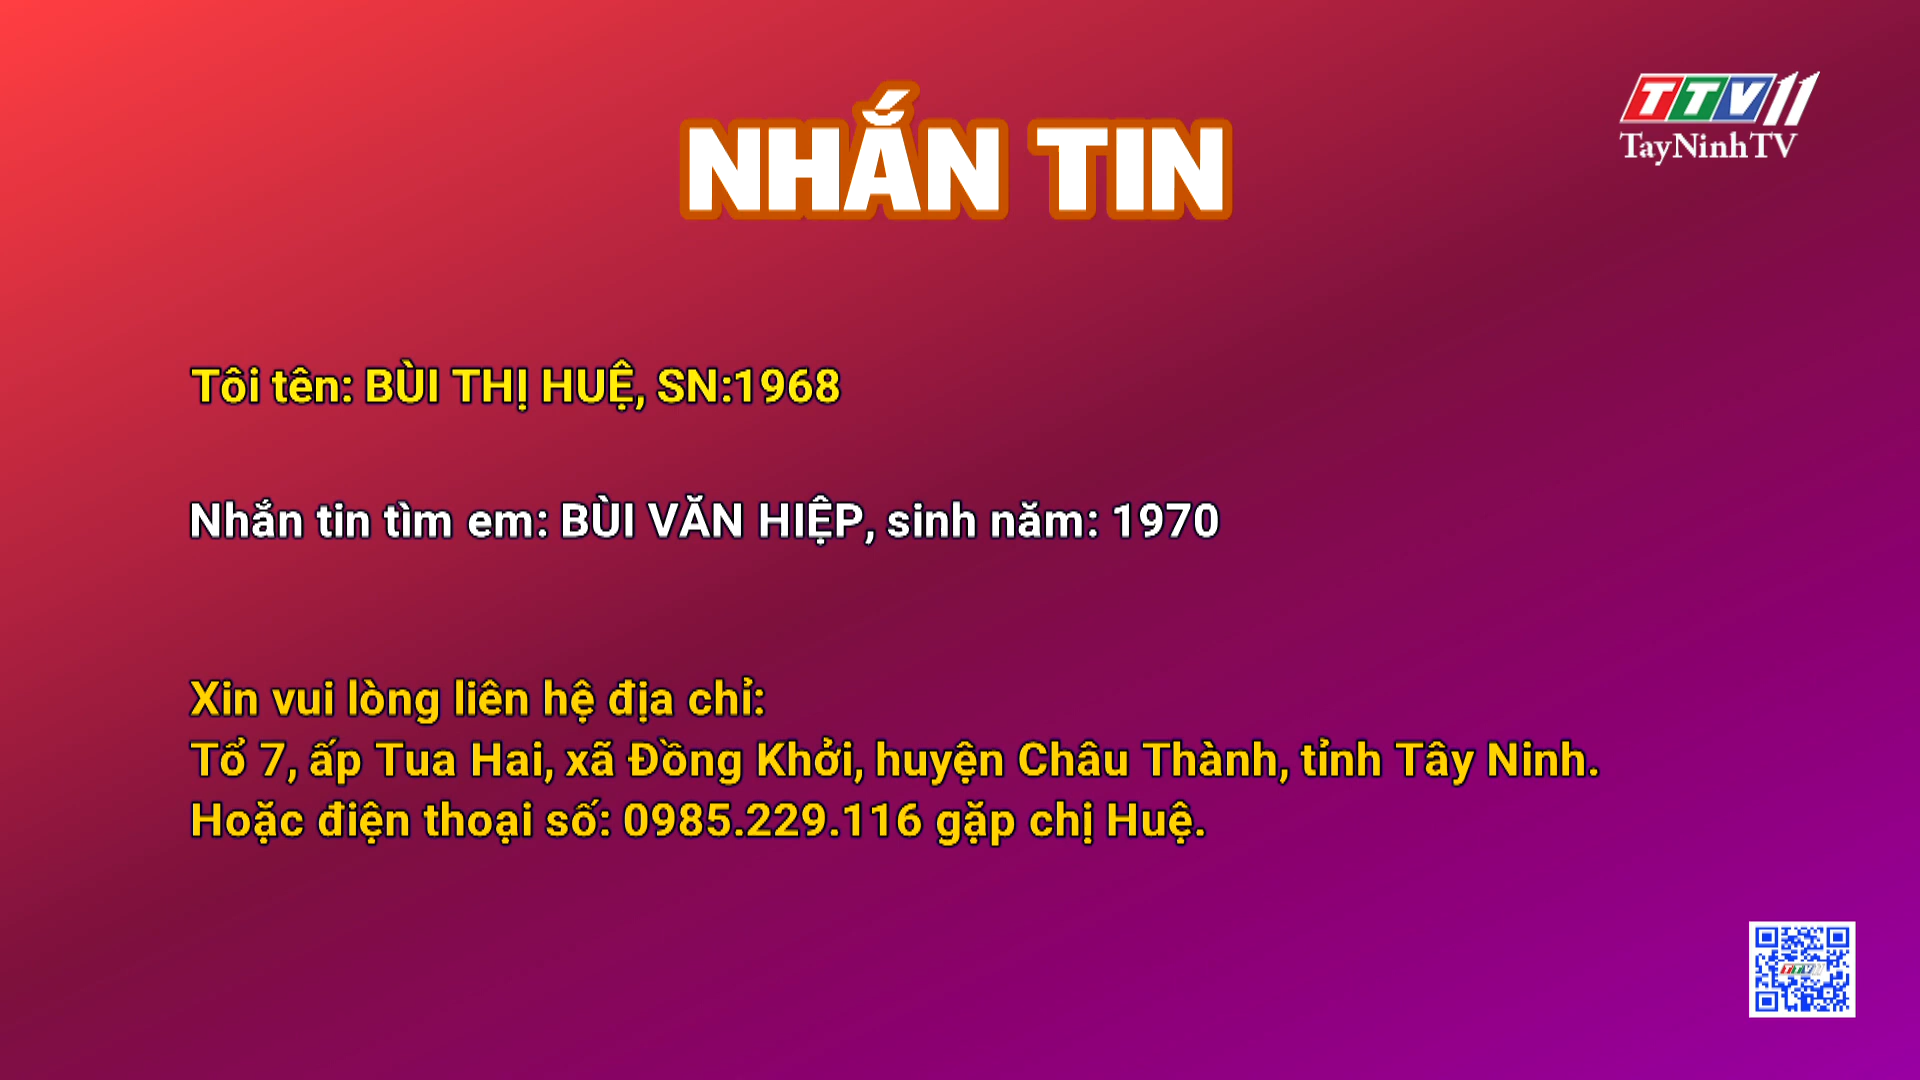 NHẮN TIN
TTV11
TayNinhTV
Tôi tên: BÙI THỊ HUỆ, SN:1968
Nhắn tin tìm em: BÙI VĂN HIỆP, sinh năm: 1970
Xin vui lòng liên hệ địa chỉ:
Tổ 7, ấp Tua Hai, xã Đồng Khởi, huyện Châu Thành, tỉnh Tây Ninh.
Hoặc điện thoại số: 0985.229.116 gặp chị Huệ.
TTV11